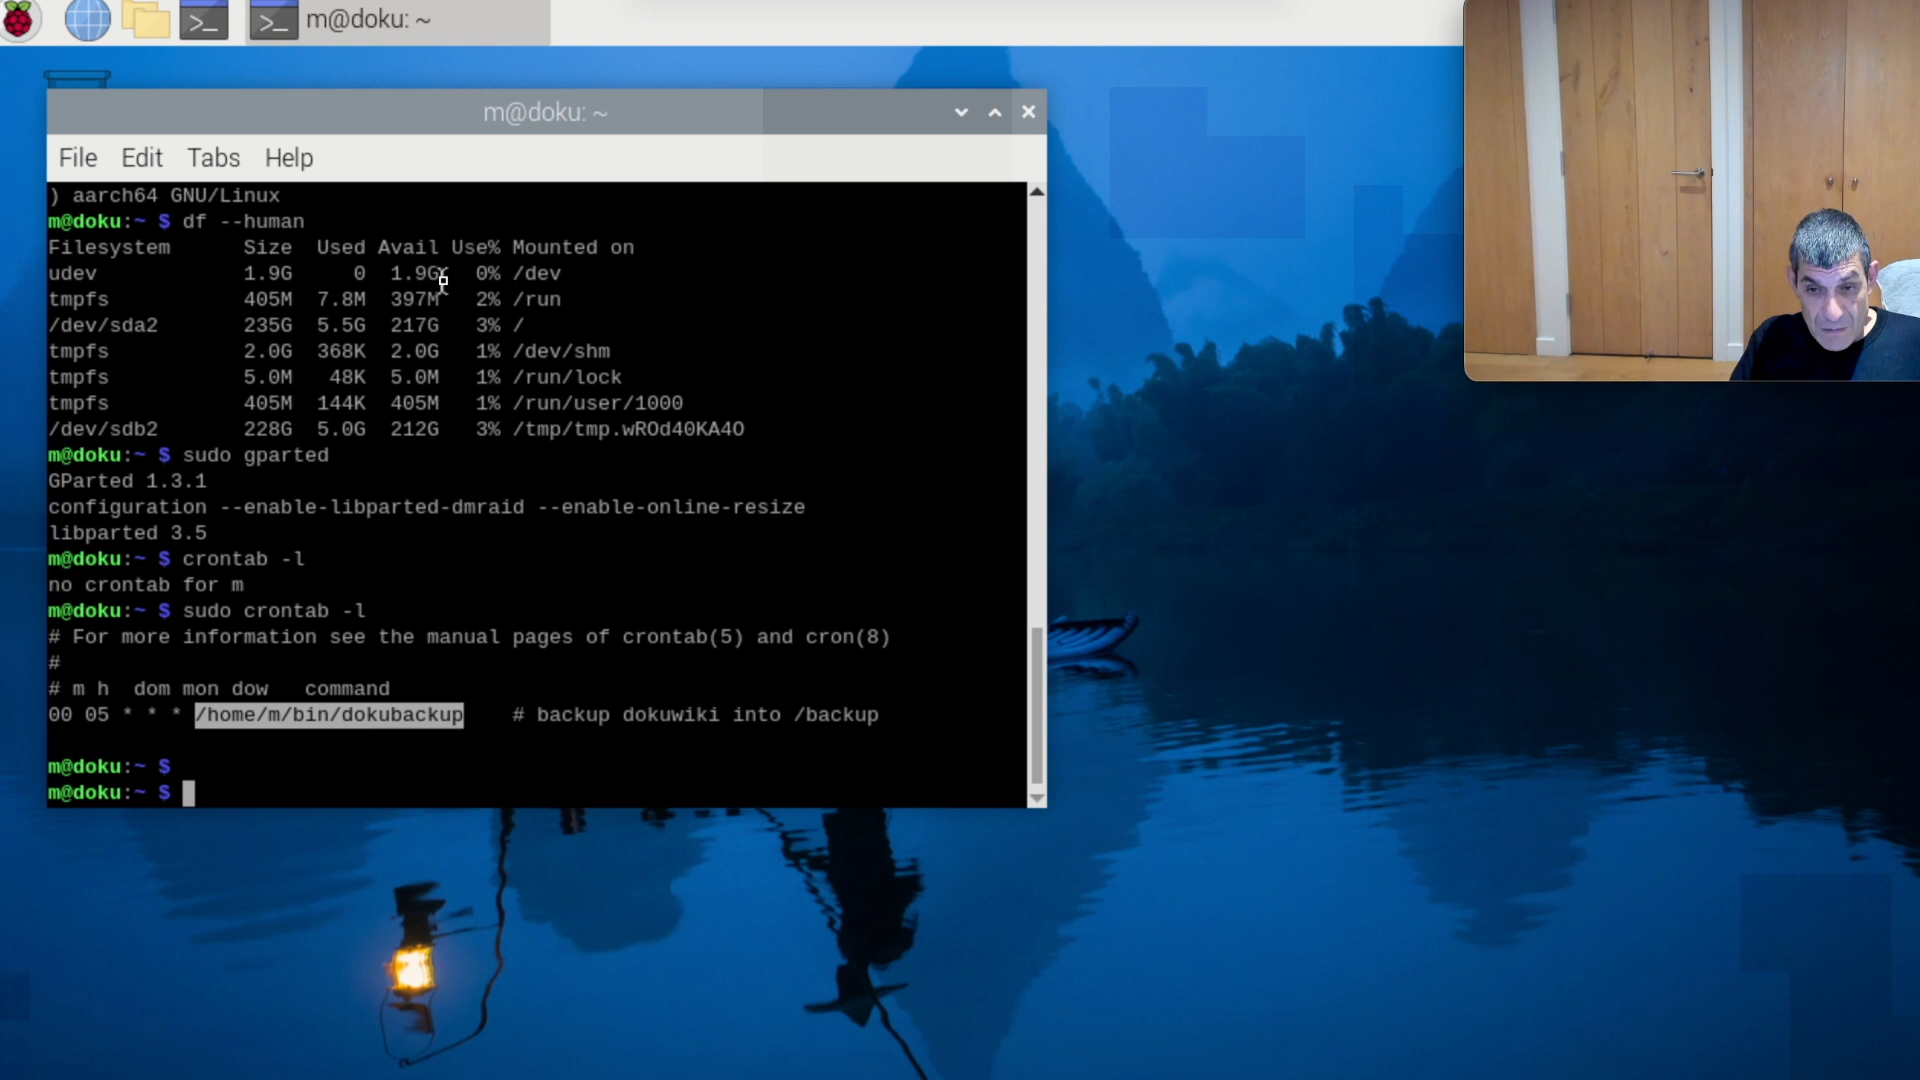 m@doku: ~
m@doku: ~
File Edit Tabs Help
) aarch64 GNU/Linux
m@doku:~ $ df --human
Filesystem      Size  Used Avail Use% Mounted on
udev            1.9G     0  1.9G   0% /dev
tmpfs           405M  7.8M  397M   2% /run
/dev/sda2       235G  5.5G  217G   3% /
tmpfs           2.0G  368K  2.0G   1% /dev/shm
tmpfs           5.0M   48K  5.0M   1% /run/lock
tmpfs           405M  144K  405M   1% /run/user/1000
/dev/sdb2       228G  5.0G  212G   3% /tmp/tmp.wROd40KA4O
m@doku:~ $ sudo gparted
GParted 1.3.1
configuration --enable-libparted-dmraid --enable-online-resize
libparted 3.5
m@doku:~ $ crontab -l
no crontab for m
m@doku:~ $ sudo crontab -l
# For more information see the manual pages of crontab(5) and cron(8)
#
# m h  dom mon dow   command
00 05 * * * /home/m/bin/dokubackup    # backup dokuwiki into /backup
m@doku:~ $
m@doku:~ $